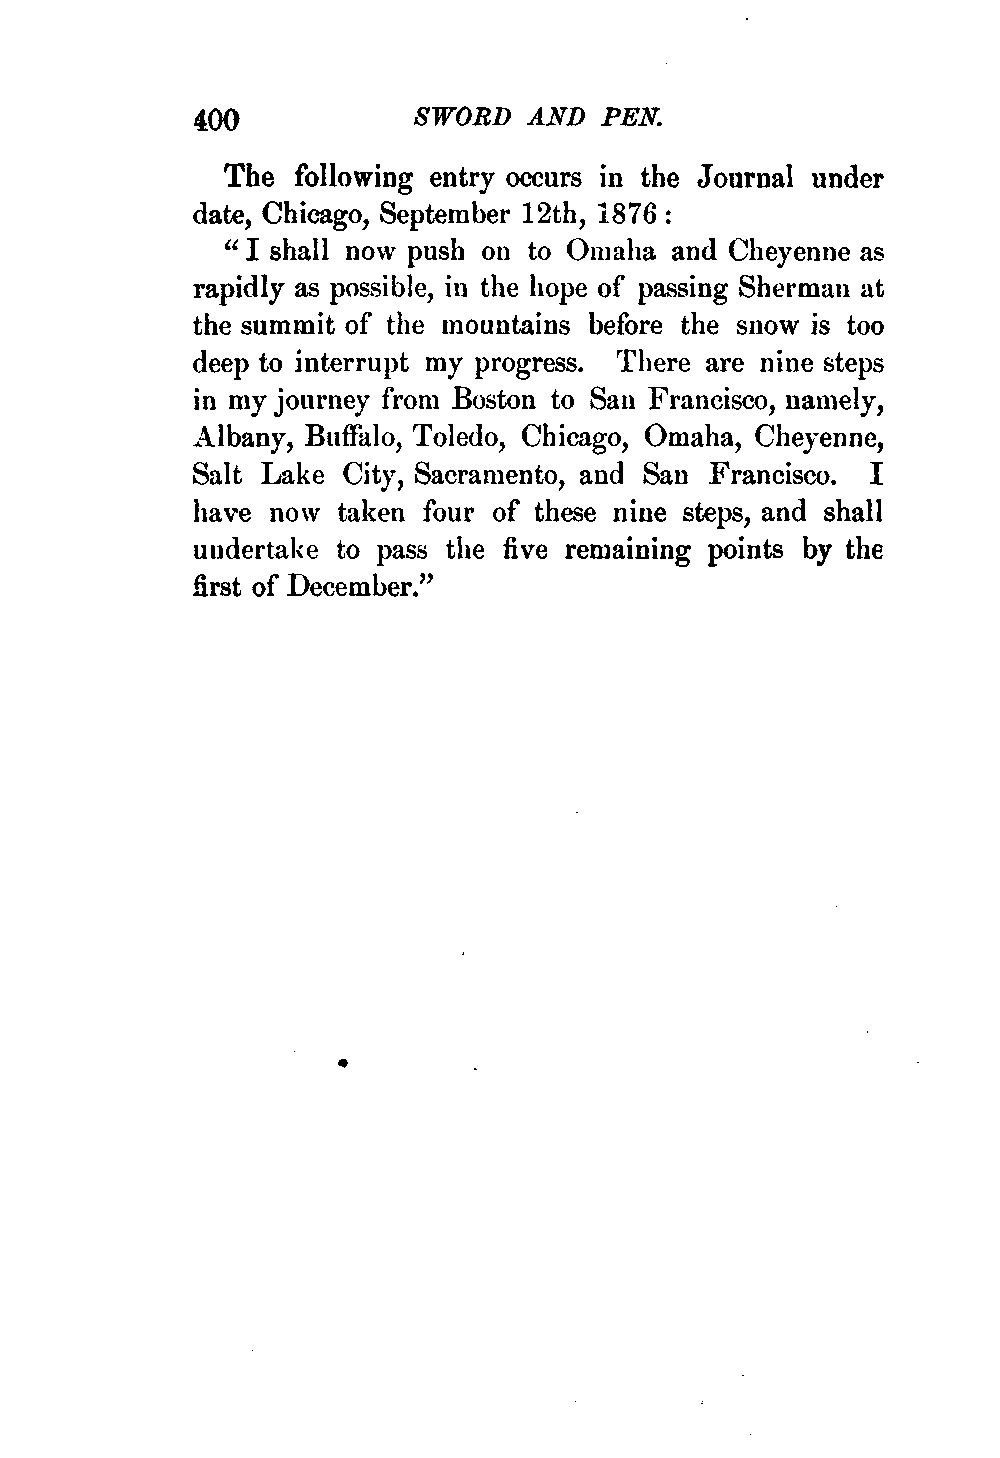 400 SWORD AND PEN.
The following entry occurs in the Journal under
date, Chicago, September 12th, 1876 :
“ I shall now push on to Omaha and Cheyenne as
rapidly as possible, in the hope of passing Sherman at
the summit of the mountains before the snow is too
deep to interrupt my progress. There are nine steps
in my journey from Boston to San Francisco, namely,
Albany, Buffalo, Toledo, Chicago, Omaha, Cheyenne,
Salt Lake City, Sacramento, and San Francisco. I
have now taken four of these nine steps, and shall
undertake to pass the five remaining points by the
first of December.”